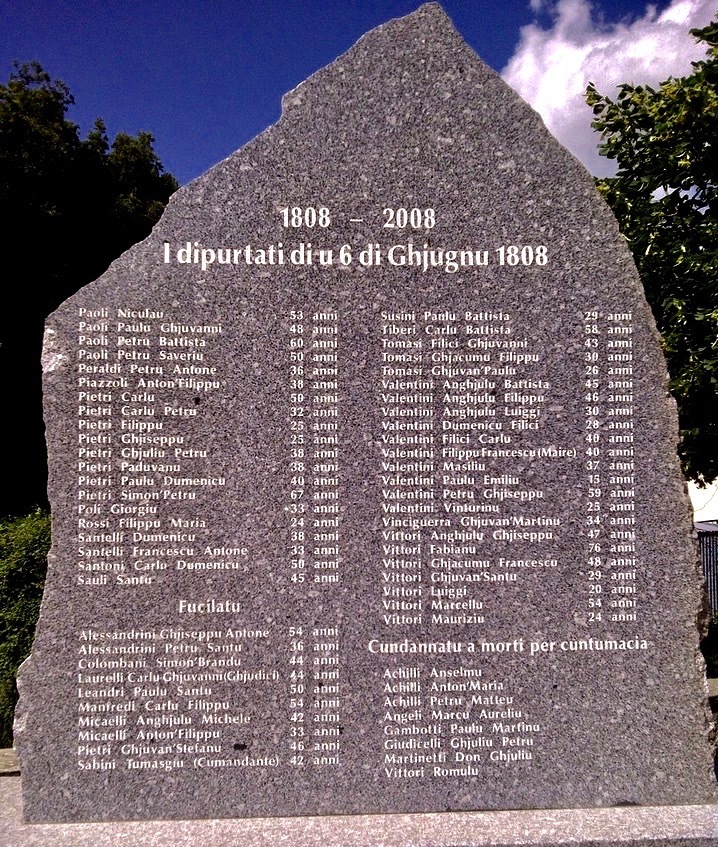 1808 – 2008
I dipurtati di u 6 di Ghjugnu 1808
Paoli Niculau 53 anni
Paoli Paulu Ghjuvanni 48 anni
Paoli Petru Battista 60 anni
Paoli Petru Saveriu 50 anni
Peraldi Petru Antone 36 anni
Piazzoli Anton'Filippu 38 anni
Pietri Carlu 50 anni
Pietri Carlu Petru 32 anni
Pietri Filippu 25 anni
Pietri Ghjiseppu 25 anni
Pietri Ghjuliu Petru 38 anni
Pietri Paduvanu 38 anni
Pietri Paulu Dumenicu 40 anni
Pietri Simon'Petru 67 anni
Poli Giorgiu 33 anni
Rossi Filippu Maria 24 anni
Santelli Dumenicu 38 anni
Santelli Francescu Antone 33 anni
Santoni Carlu Dumenicu 50 anni
Sauli Santu 45 anni
Fucilatu
Alessandrini Ghjiseppu Antone 54 anni
Alessandrini Petru Santu 36 anni
Colombani Simon'Brandu 44 anni
Laurelli Carlu Ghjuvanni(Ghjudici) 44 anni
Leandri Paulu Santu 50 anni
Manfredi Carlu Filippu 54 anni
Micaelli Anghjulu Michele 42 anni
Micaelli Anton'Filippu 33 anni
Pietri Ghjuvan'Stefanu 46 anni
Sabini Tumasgiu (Cumandante) 42 anni
Susini Paulu Battista 29 anni
Tiberi Carlu Battista 58 anni
Tomasi Filici Ghjuvanni 43 anni
Tomasi Ghjacumu Filippu 30 anni
Tomasi Ghjuvan'Paulu 26 anni
Valentini Anghjulu Battista 45 anni
Valentini Anghjulu Filippu 46 anni
Valentini Anghjulu Luiggi 30 anni
Valentini Dumenicu Filici 28 anni
Valentini Filici Carlu 40 anni
Valentini Filippu Francescu(Maire) 40 anni
Valentini Masiliu 37 anni
Valentini Paulu Emiliu 15 anni
Valentini Petru Ghjiseppu 59 anni
Valentini Vinturinu 25 anni
Vinciguerra Ghjuvan'Martinu 34 anni
Vittori Anghjulu Ghjiseppu 47 anni
Vittori Fabianu 76 anni
Vittori Ghjacumu Francescu 48 anni
Vittori Ghjuvan'Santu 29 anni
Vittori Luiggi 20 anni
Vittori Marcellu 54 anni
Vittori Mauriziu 24 anni
Cundannatu a morti per cuntumacia
Achilli Anselmu
Achilli Anton'Maria
Achilli Petru Matteu
Angeli Marcu Aureliu
Gambotti Paulu Martinu
Giudicelli Ghjuliu Petru
Martinetti Don Ghjuliu
Vittori Romulu